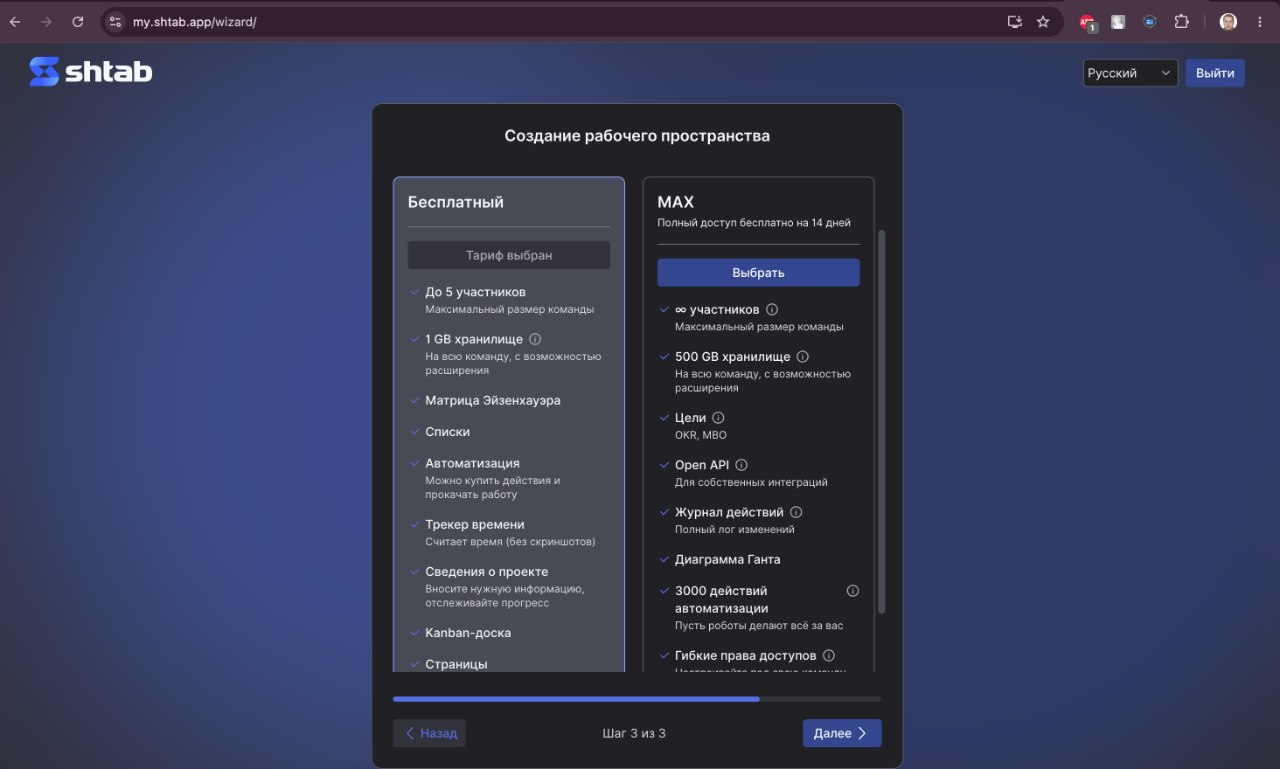 my.shtab.app/wizard/
1
shtab
Русский
Выйти
Создание рабочего пространства
Бесплатный
Тариф выбран
До 5 участников
Максимальный размер команды
1 GB хранилище
На всю команду, с возможностью
расширения
Матрица Эйзенхауэра
Списки
Автоматизация
Можно купить действия и
прокачать работу
Трекер времени
Считает время (без скриншотов)
Сведения о проекте
Вносите нужную информацию,
отслеживайте прогресс
Kanban-доска
Страницы
MAX
Полный доступ бесплатно на 14 дней
Выбрать
∞ участников
Максимальный размер команды
500 GB хранилище
На всю команду, с возможностью
расширения
Цели
OKR, MBO
Open API
Для собственных интеграций
Журнал действий
Полный лог изменений
Диаграмма Ганта
3000 действий
автоматизации
Пусть роботы делают всё за вас
Гибкие права доступов
Назад
Шаг 3 из 3
Далее